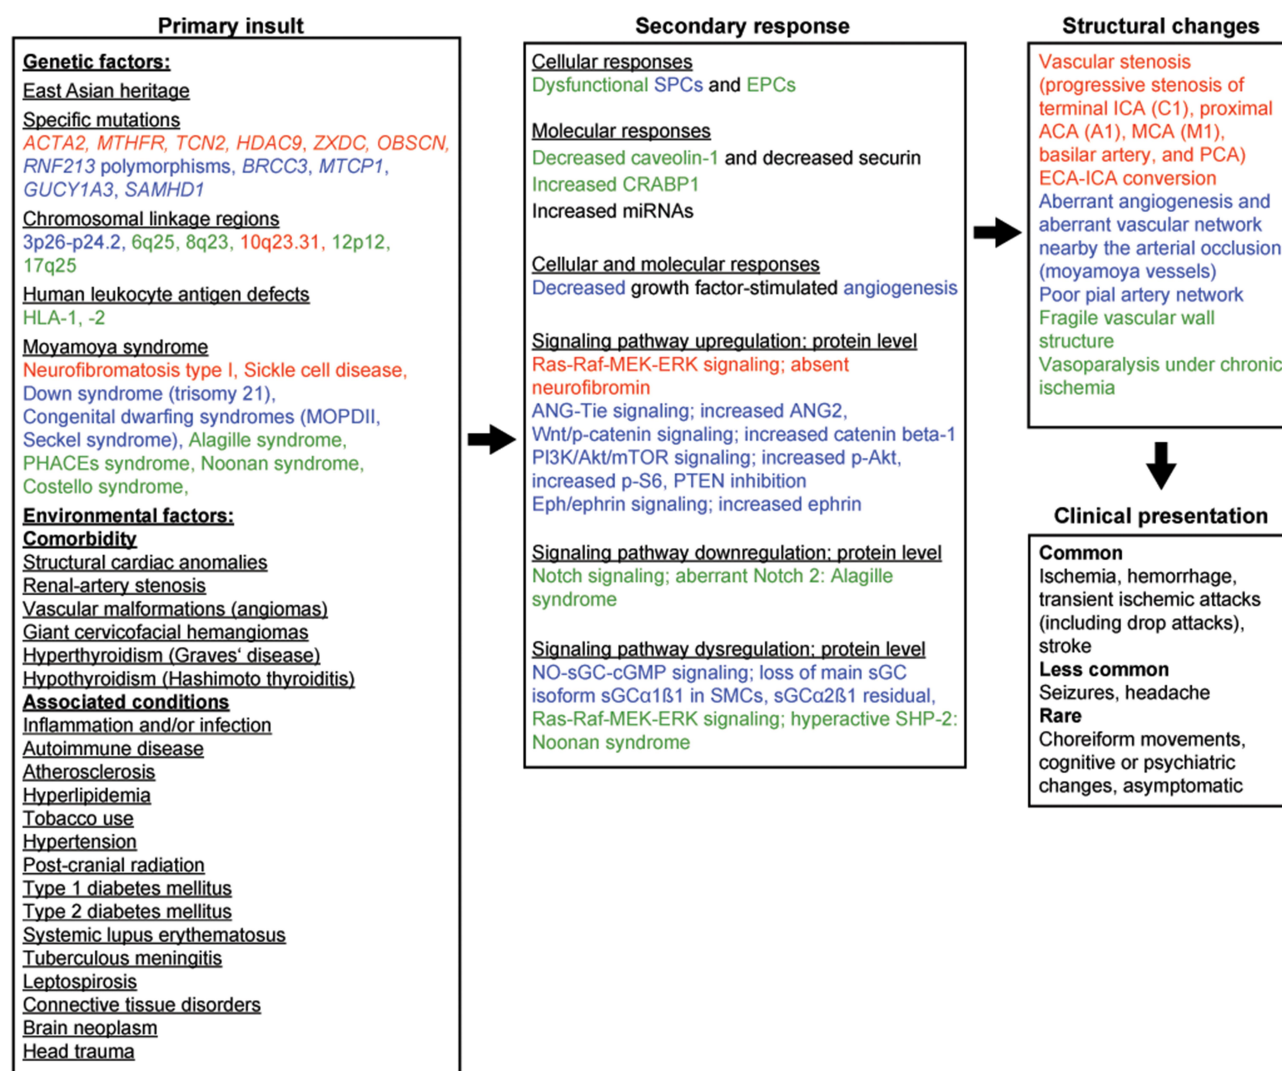 Primary insult
Genetic factors:
East Asian heritage
Specific mutations
ACTA2, MTHFR, TCN2, HDAC9, ZXDC, OBSCN,
RNF213 polymorphisms, BRCC3, MTCP1,
GUCY1A3, SAMHD1
Chromosomal linkage regions
3p26-p24.2, 6q25, 8q23, 10q23.31, 12p12,
17q25
Human leukocyte antigen defects
HLA-1, -2
Moyamoya syndrome
Neurofibromatosis type I, Sickle cell disease,
Down syndrome (trisomy 21),
Congenital dwarfing syndromes (MOPDII,
Seckel syndrome), Alagille syndrome,
PHACEs syndrome, Noonan syndrome,
Costello syndrome,
Environmental factors:
Comorbidity
Structural cardiac anomalies
Renal-artery stenosis
Vascular malformations (angiomas)
Giant cervicofacial hemangiomas
Hyperthyroidism (Graves‘ disease)
Hypothyroidism (Hashimoto thyroiditis)
Associated conditions
Inflammation and/or infection
Autoimmune disease
Atherosclerosis
Hyperlipidemia
Tobacco use
Hypertension
Post-cranial radiation
Type 1 diabetes mellitus
Type 2 diabetes mellitus
Systemic lupus erythematosus
Tuberculous meningitis
Leptospirosis
Connective tissue disorders
Brain neoplasm
Head trauma
Secondary response
Cellular responses
Dysfunctional SPCs and EPCs
Molecular responses
Decreased caveolin-1 and decreased securin
Increased CRABP1
Increased miRNAs
Cellular and molecular responses
Decreased growth factor-stimulated angiogenesis
Signaling pathway upregulation; protein level
Ras-Raf-MEK-ERK signaling; absent
neurofibromin
ANG-Tie signaling; increased ANG2,
Wnt/p-catenin signaling; increased catenin beta-1
PI3K/Akt/mTOR signaling; increased p-Akt,
increased p-S6, PTEN inhibition
Eph/ephrin signaling; increased ephrin
Signaling pathway downregulation; protein level
Notch signaling; aberrant Notch 2: Alagille
syndrome
Signaling pathway dysregulation; protein level
NO-sGC-cGMP signaling; loss of main sGC
isoform sGCα1ß1 in SMCs, sGCα2ß1 residual,
Ras-Raf-MEK-ERK signaling; hyperactive SHP-2:
Noonan syndrome
Structural changes
Vascular stenosis
(progressive stenosis of
terminal ICA (C1), proximal
ACA (A1), MCA (M1),
basilar artery, and PCA)
ECA-ICA conversion
Aberrant angiogenesis and
aberrant vascular network
nearby the arterial occlusion
(moyamoya vessels)
Poor pial artery network
Fragile vascular wall
structure
Vasoparalysis under chronic
ischemia
Clinical presentation
Common
Ischemia, hemorrhage,
transient ischemic attacks
(including drop attacks),
stroke
Less common
Seizures, headache
Rare
Choreiform movements,
cognitive or psychiatric
changes, asymptomatic